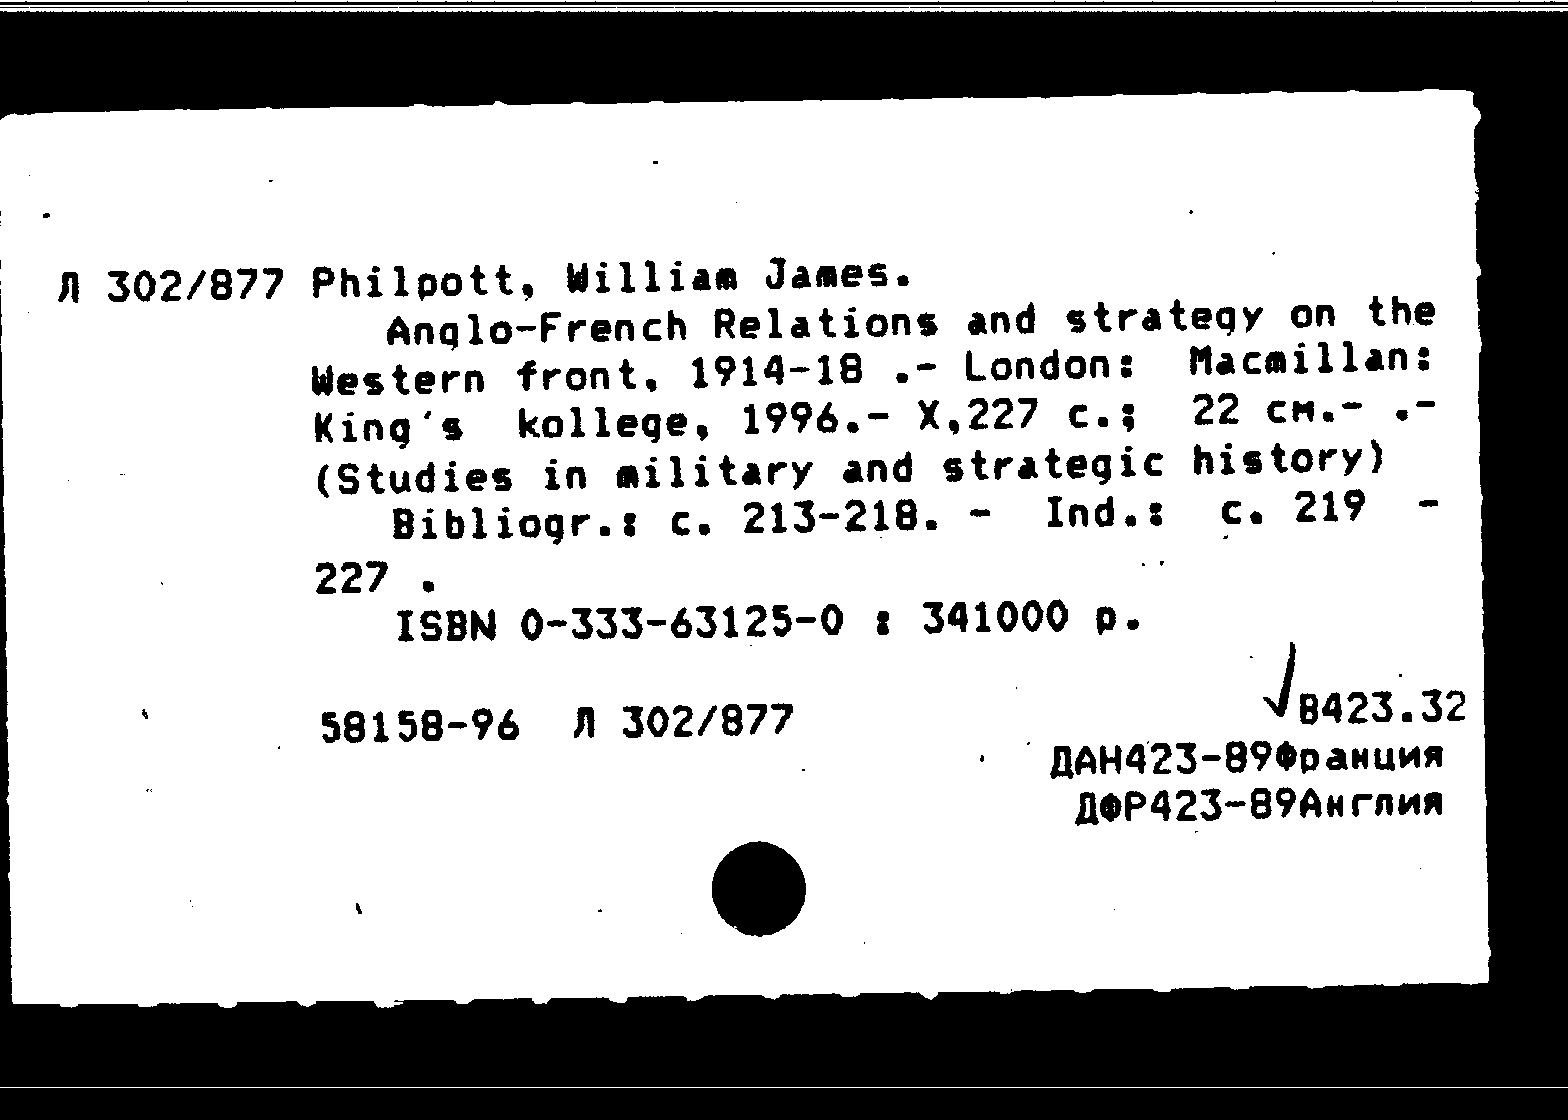 Л 302/877 Philpott, William James.
Anglo-French Relations and strategy on the
Western front, 1914-18 .- London: Macmillan:
King's kollege, 1996.- X,227 с.; 22 см.- .-
(Studies in military and strategic history)
Bibliogr.: с. 213-218. - Ind.: с. 219 -
227 .
ISBN 0-333-63125-0 : 341000 р.
58158-96 Л 302/877 В423.32
ДАН423-89Франция
ДФР423-89Англия